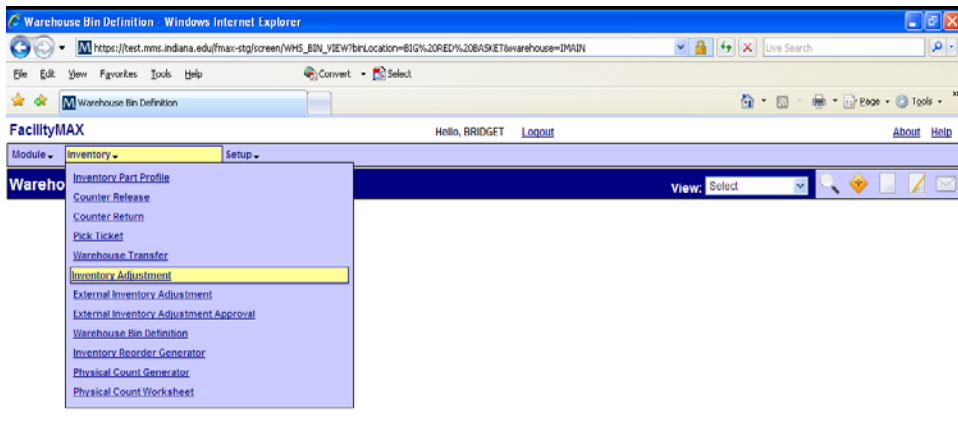 Warehouse Bin Definition - Windows Internet Explorer
https://test.mms.indiana.edu/fmax-stg/screen/WHS_BIN_VIEW?binLocation=BIG%20RED%20BASKET&warehouse=IMAIN
Live Search
File Edit View Favorites Tools Help
Convert Select
Warehouse Bin Definition
Page Tools
FacilityMAX Hello, BRIDGET Logout About Help
Module Inventory Setup
Wareho View: Select
Inventory Part Profile
Counter Release
Counter Return
Pick Ticket
Warehouse Transfer
Inventory Adjustment
External Inventory Adjustment
External Inventory Adjustment Approval
Warehouse Bin Definition
Inventory Reorder Generator
Physical Count Generator
Physical Count Worksheet